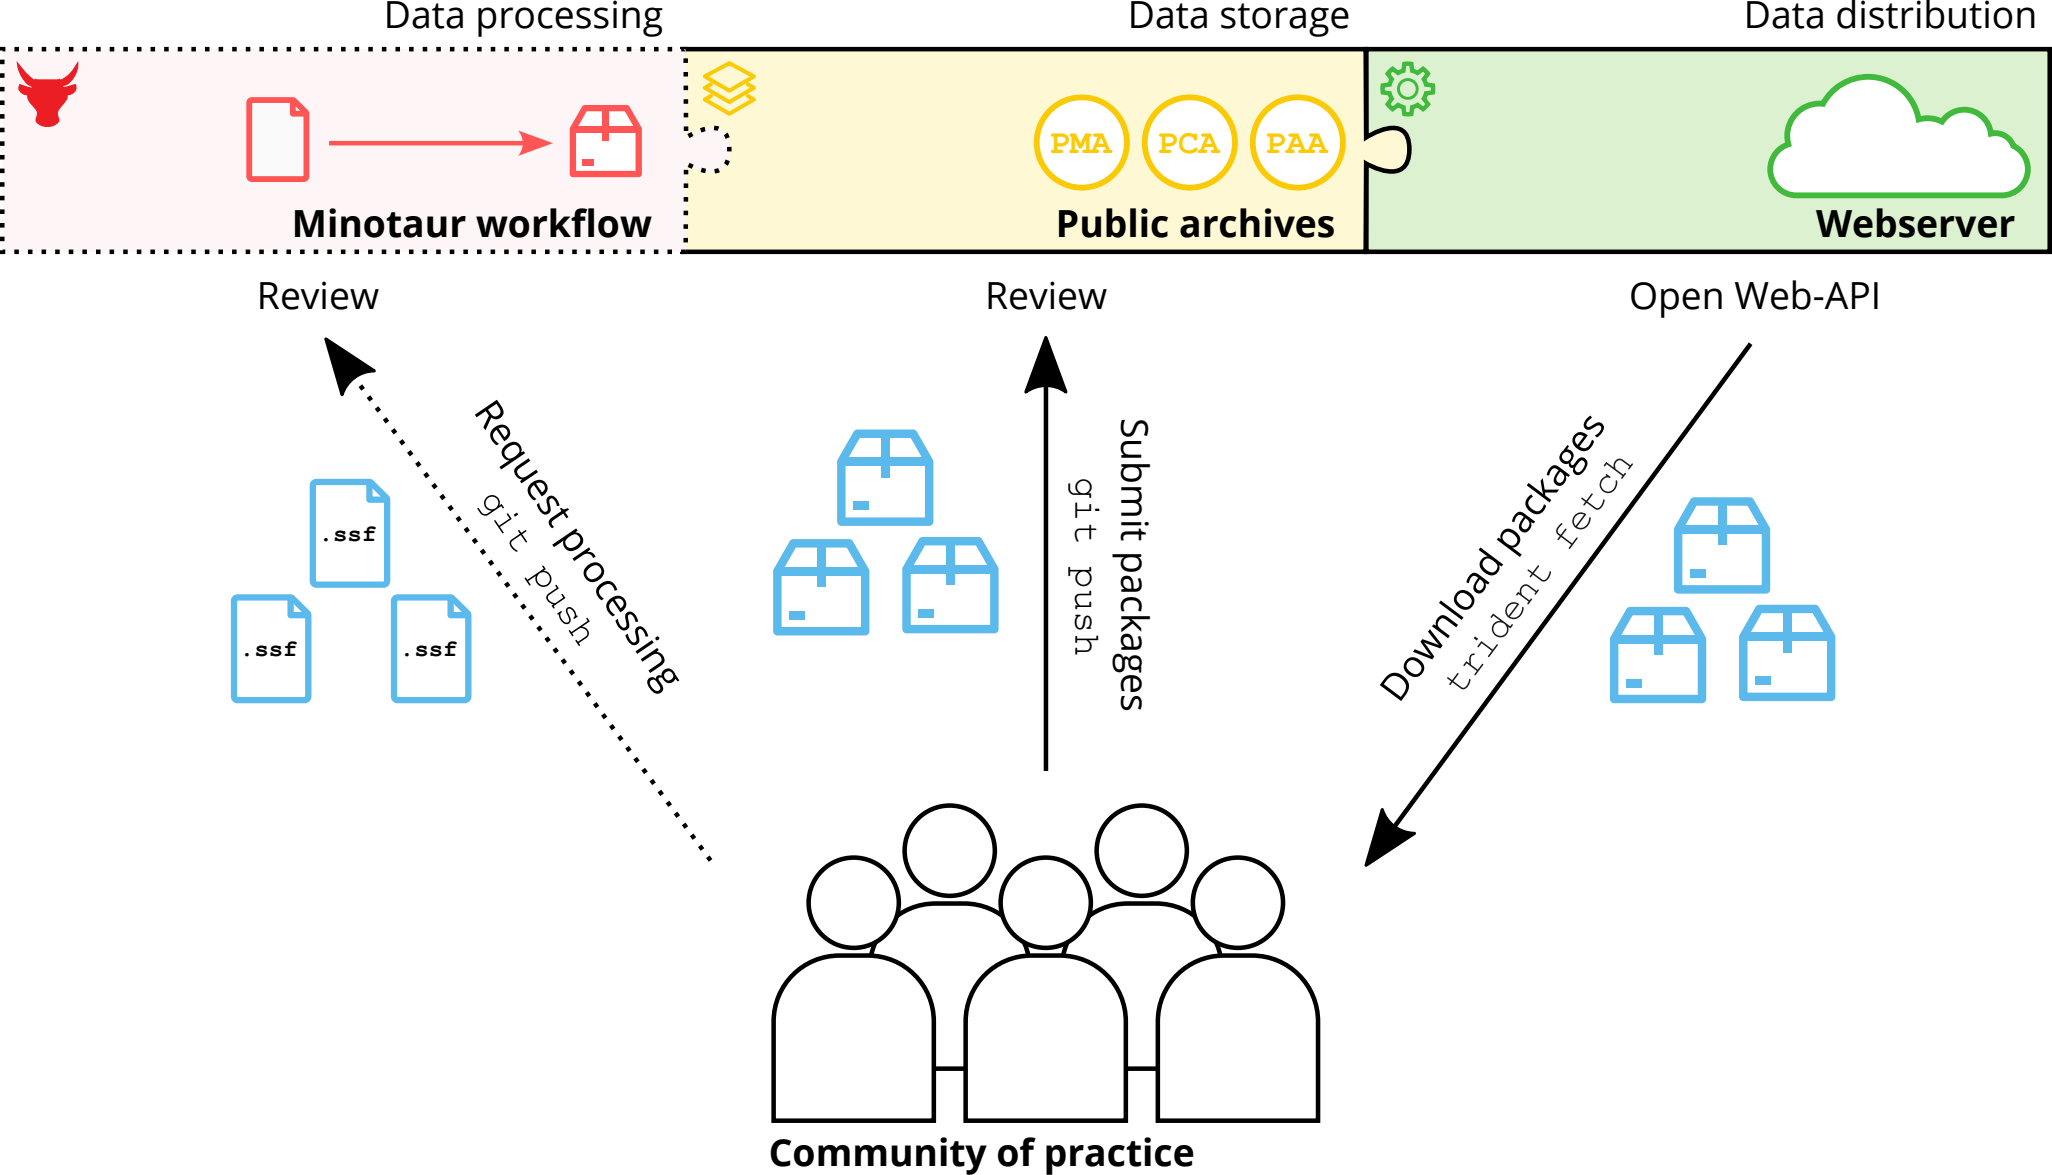 Data processing
Data storage
Data distribution
PMA
PCA
PAA
Minotaur workflow
Public archives
Webserver
Review
Review
Open Web-API
Request processing
git push
.ssf
.ssf
.ssf
Submit packages
git push
Download packages
trident fetch
Community of practice